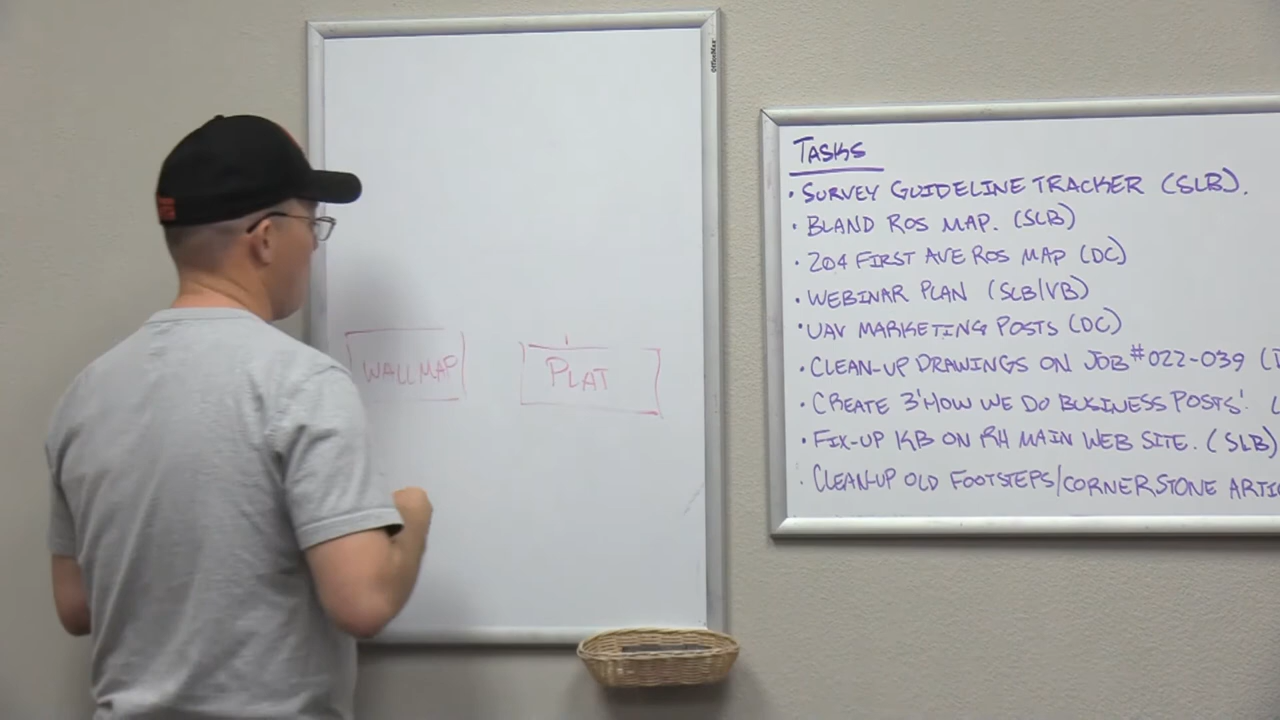 OfficeMax
WALL MAP
PLAT
TASKS
• SURVEY GUIDELINE TRACKER (SLB).
• BLAND ROS MAP. (SLB)
• 204 FIRST AVE ROS MAP (DC)
• WEBINAR PLAN (SLB/VB)
• UAV MARKETING POSTS (DC)
• CLEAN-UP DRAWINGS ON JOB #022-039 (
• CREATE 3 'HOW WE DO BUSINESS POSTS'. (
• FIX-UP KB ON RH MAIN WEB SITE. (SLB)
• CLEAN-UP OLD FOOTSTEPS/CORNERSTONE